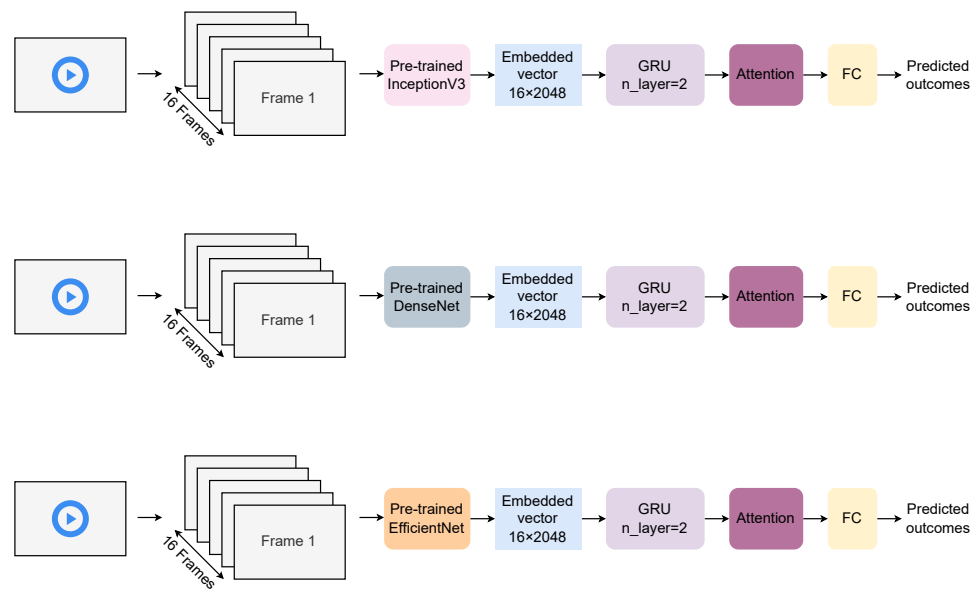 Frame 1
16 Frames
Pre-trained
InceptionV3
Embedded
vector
16×2048
GRU
n_layer=2
Attention
FC
Predicted
outcomes
Frame 1
16 Frames
Pre-trained
DenseNet
Embedded
vector
16×2048
GRU
n_layer=2
Attention
FC
Predicted
outcomes
Frame 1
16 Frames
Pre-trained
EfficientNet
Embedded
vector
16×2048
GRU
n_layer=2
Attention
FC
Predicted
outcomes